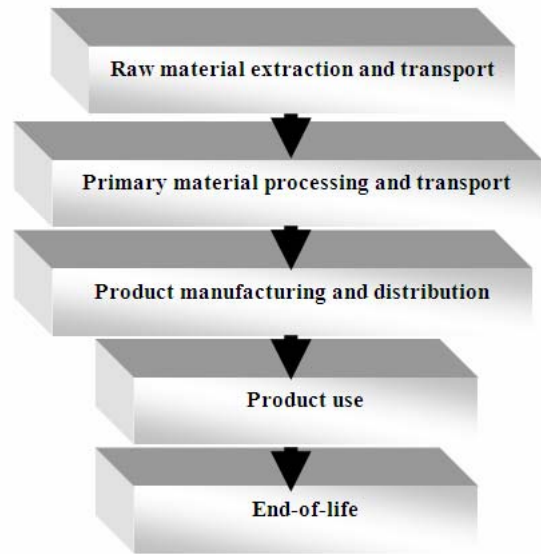 Raw material extraction and transport
Primary material processing and transport
Product manufacturing and distribution
Product use
End-of-life